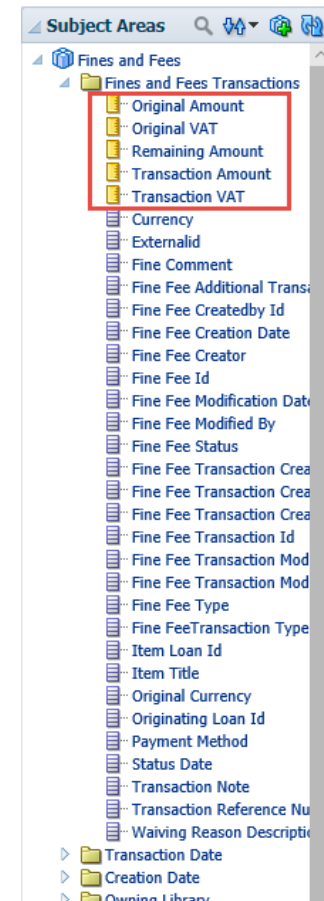 Subject Areas
Fines and Fees
Fines and Fees Transactions
Original Amount
Original VAT
Remaining Amount
Transaction Amount
Transaction VAT
Currency
Externalid
Fine Comment
Fine Fee Additional Transa
Fine Fee Createdby Id
Fine Fee Creation Date
Fine Fee Creator
Fine Fee Id
Fine Fee Modification Date
Fine Fee Modified By
Fine Fee Status
Fine Fee Transaction Crea
Fine Fee Transaction Crea
Fine Fee Transaction Crea
Fine Fee Transaction Id
Fine Fee Transaction Mod
Fine Fee Transaction Mod
Fine Fee Type
Fine FeeTransaction Type
Item Loan Id
Item Title
Original Currency
Originating Loan Id
Payment Method
Status Date
Transaction Note
Transaction Reference Nu
Waiving Reason Descriptio
Transaction Date
Creation Date
Owning Library